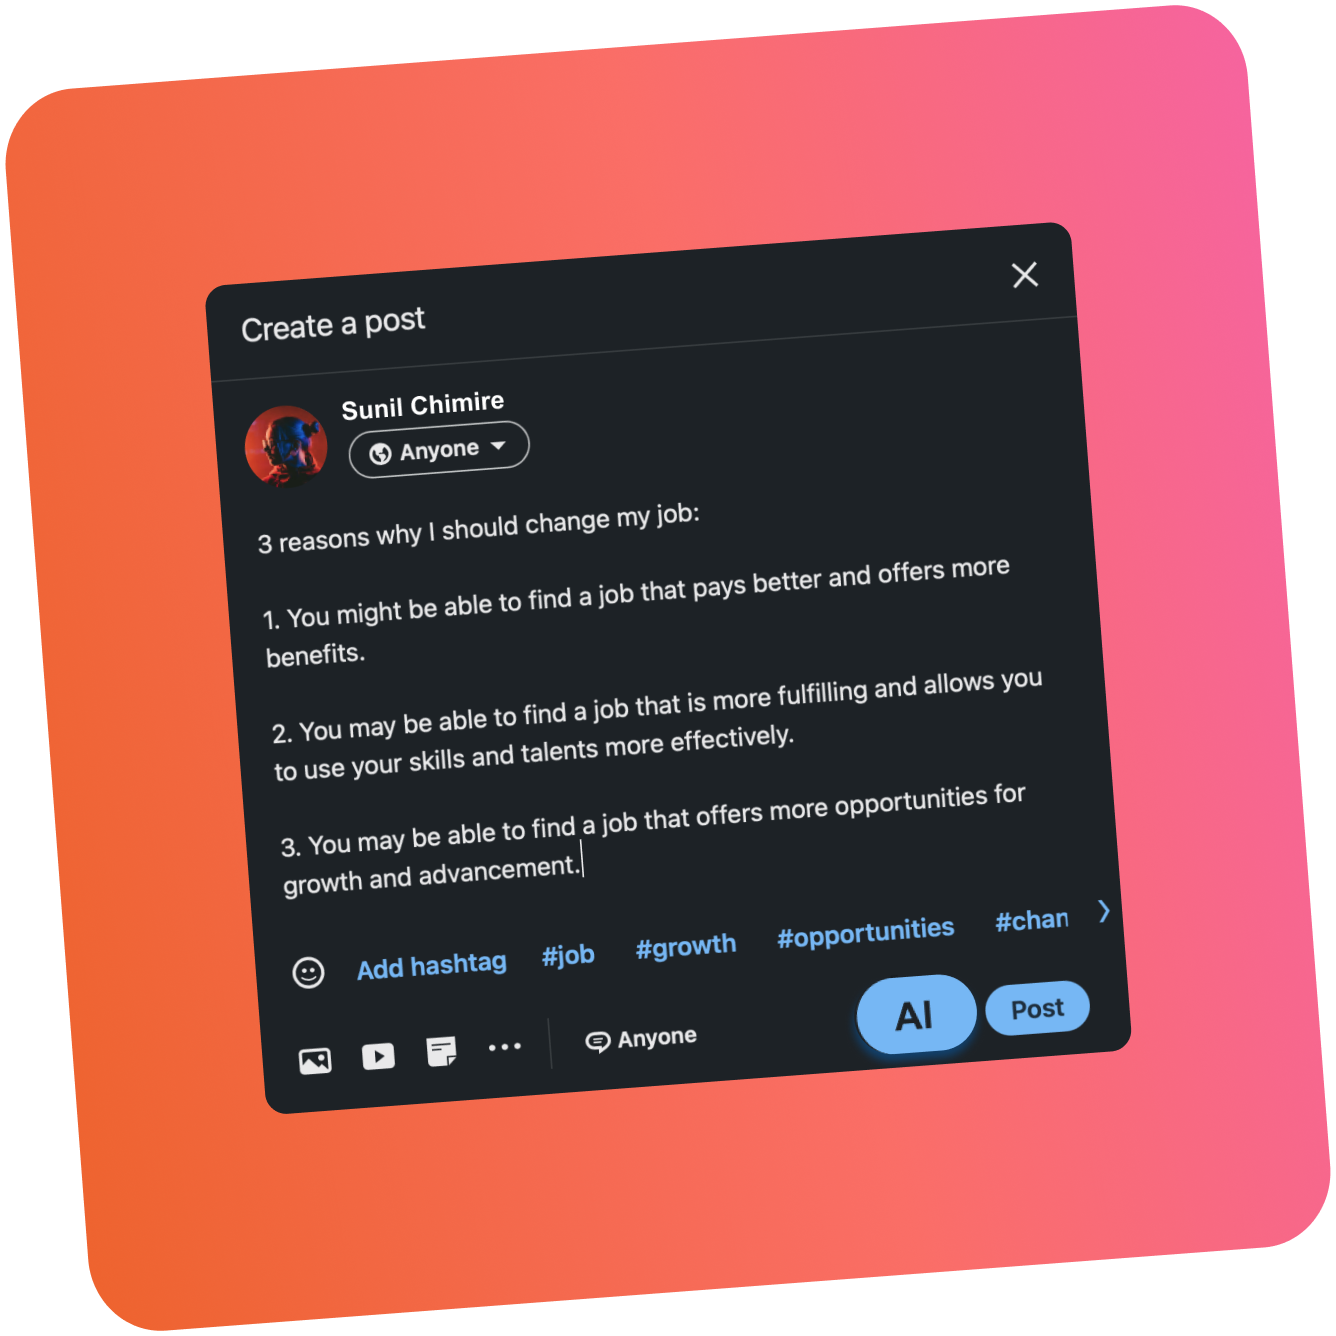 Create a post
Sunil Chimire
Anyone
3 reasons why I should change my job:
1. You might be able to find a job that pays better and offers more
benefits.
2. You may be able to find a job that is more fulfilling and allows you
to use your skills and talents more effectively.
3. You may be able to find a job that offers more opportunities for
growth and advancement.
Add hashtag #job #growth #opportunities #chan
Anyone AI Post